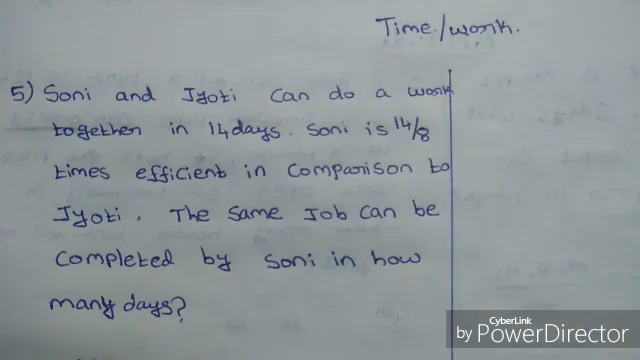 Time./work.
5) Soni and Jyoti can do a work
together in 14 days. Soni is 14/8
times efficient in comparison to
Jyoti. The same Job can be
completed by Soni in how
many days?
CyberLink
by PowerDirector